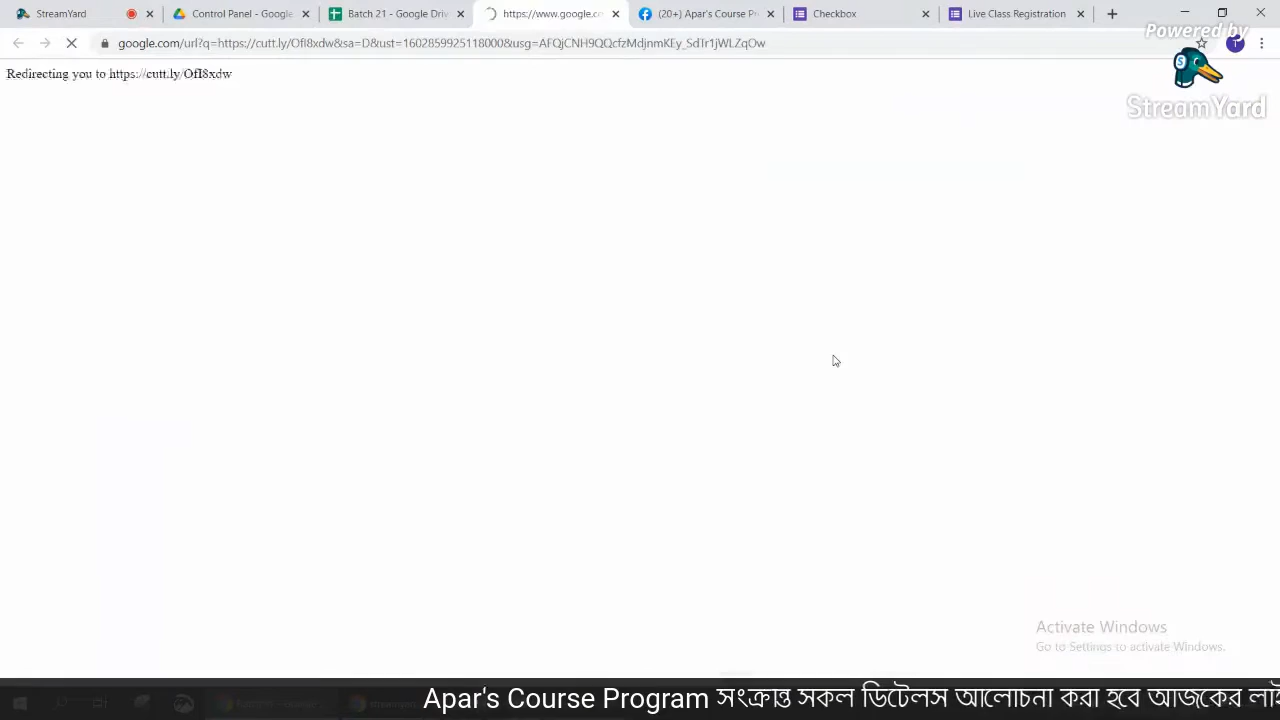 StreamYard
Control Panel - Google
Batch 21 - Google Driv
https://www.google.co
(20+) Apar's Course P
Checkbox
Live Class Registration
google.com/url?q=https://cutt.ly/OfI8xdw&sa=D&ust=1602859925118000&usg=AFQjCNH9QQcfzMdjnmKEy_SdTr1jWLZqOw
T
Powered by
StreamYard
Redirecting you to https://cutt.ly/OfI8xdw
Activate Windows
Go to Settings to activate Windows.
Apar's Course Program সংক্রান্ত সকল ডিটেলস আলোচনা করা হবে আজকের লাই